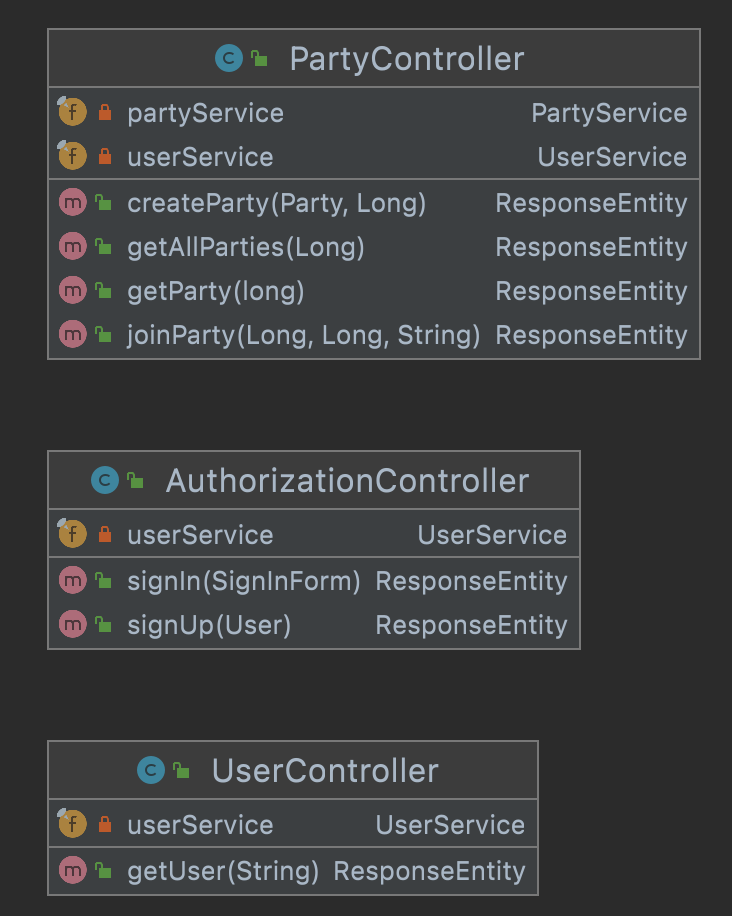 C PartyController
f partyService PartyService
f userService UserService
m createParty(Party, Long) ResponseEntity
m getAllParties(Long) ResponseEntity
m getParty(long) ResponseEntity
m joinParty(Long, Long, String) ResponseEntity
C AuthorizationController
f userService UserService
m signIn(SignInForm) ResponseEntity
m signUp(User) ResponseEntity
C UserController
f userService UserService
m getUser(String) ResponseEntity